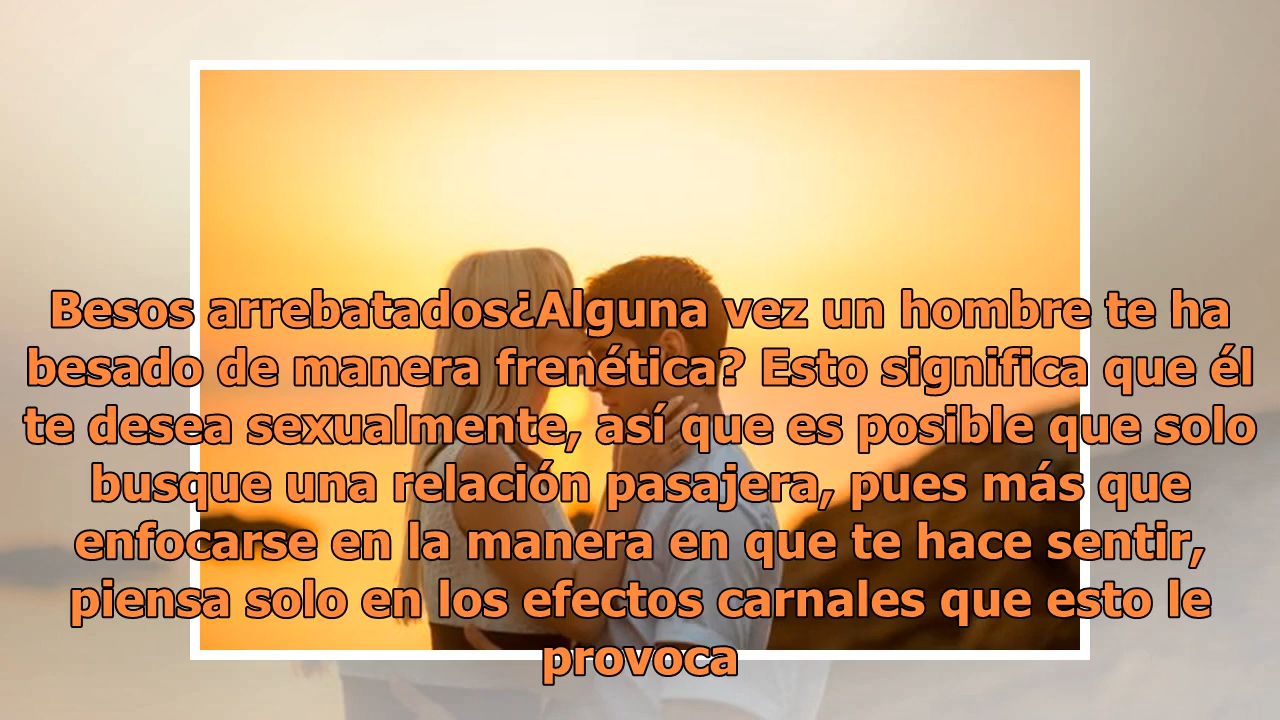 Besos arrebatados¿Alguna vez un hombre te ha
besado de manera frenética? Esto significa que él
te desea sexualmente, así que es posible que solo
busque una relación pasajera, pues más que
enfocarse en la manera en que te hace sentir,
piensa solo en los efectos carnales que esto le
provoca